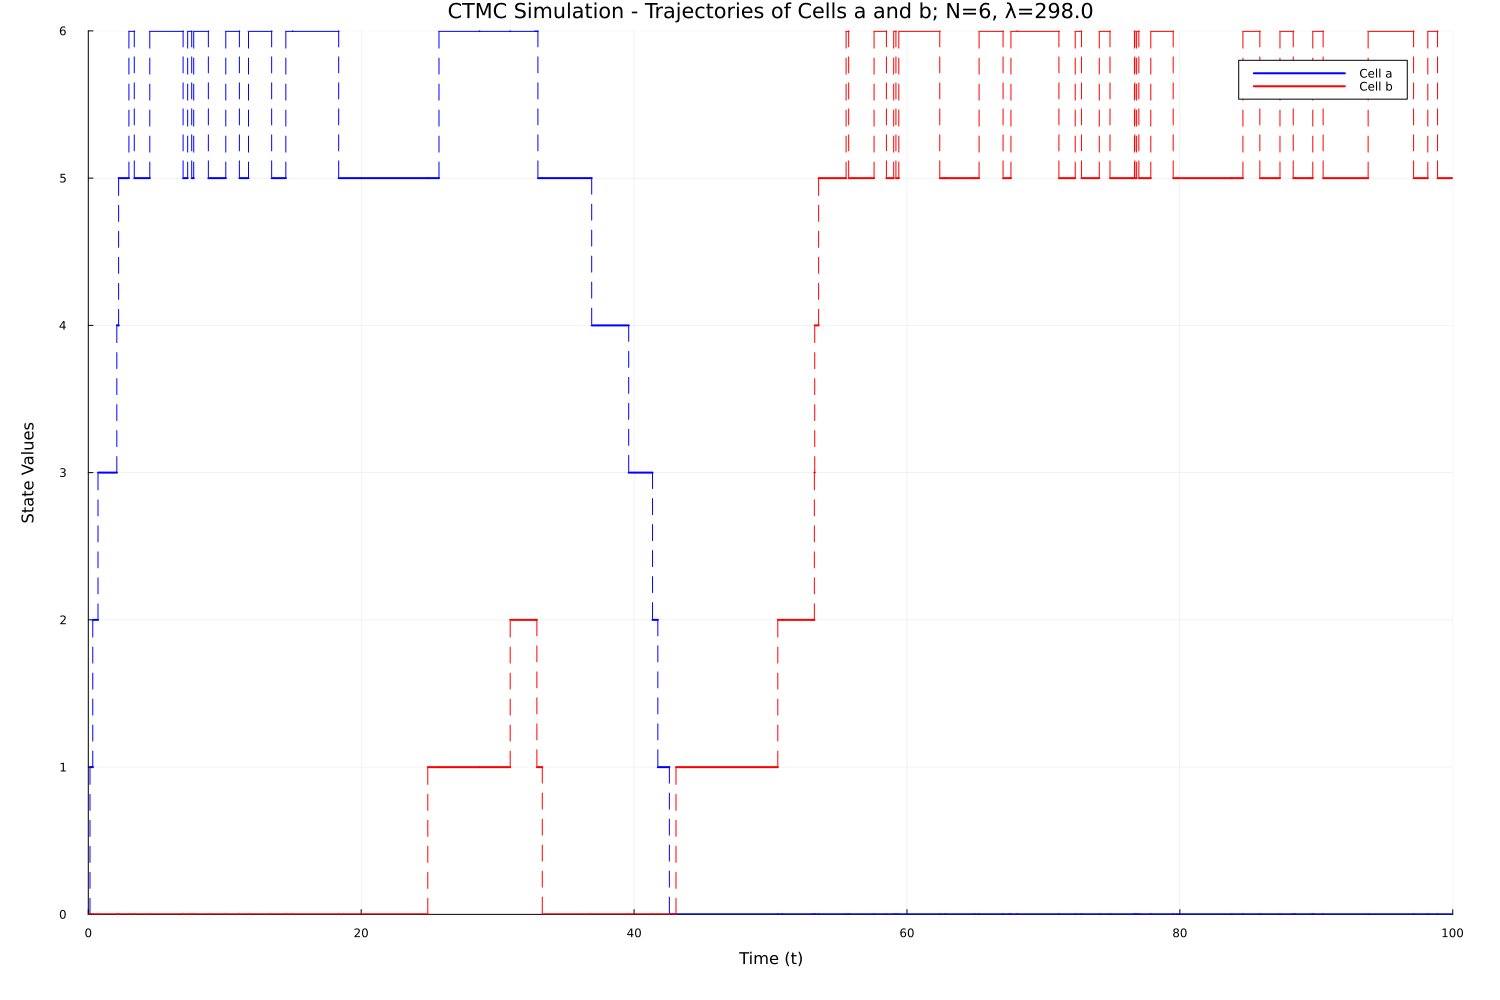 CTMC Simulation - Trajectories of Cells a and b; N=6, λ=298.0
6
5
4
3
2
1
0
State Values
Cell a
Cell b
0 20 40 60 80 100
Time (t)